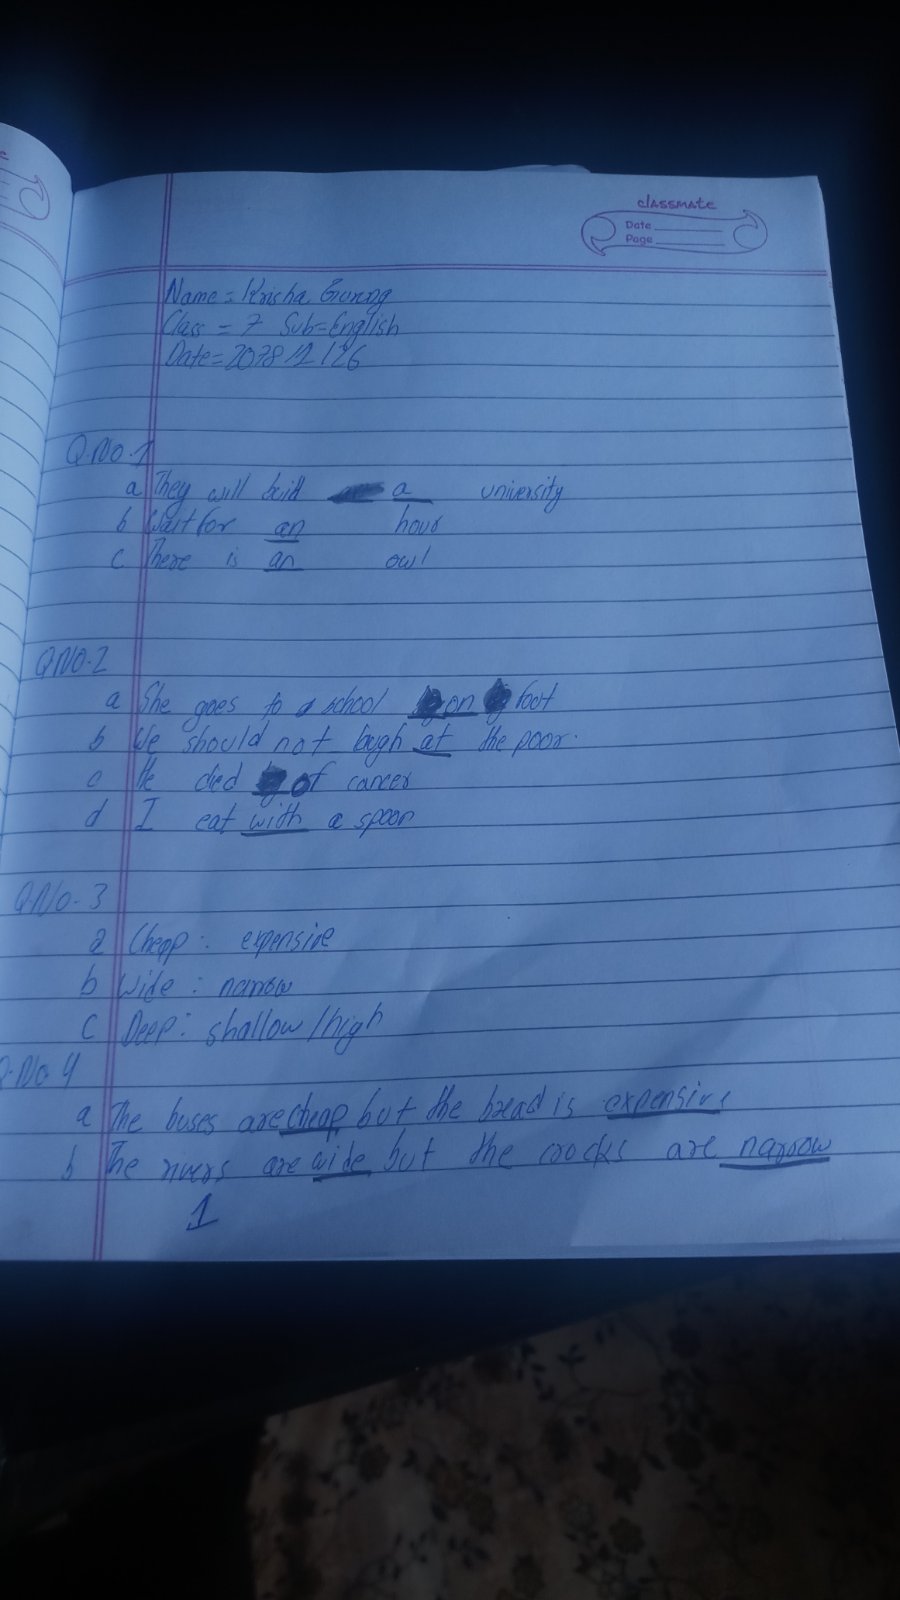 classmate
Date
Page
Name = Krisha Gurung
Class = 7 Sub=English
Date=2078/1/26
Q.No.1
a They will buid a university
b Wait for an hour
c There is an owl
QNO.2
a She goes to school on foot
b We should not laugh at the poor.
c He died of cancer
d I eat with a spoon
Q.No.3
a Cheap: expensive
b Wide: narrow
C Deep: shallow/high
Q.No.4
a The buses are cheap but the bread is expensive
b The rivers are wide but the are narrow
1